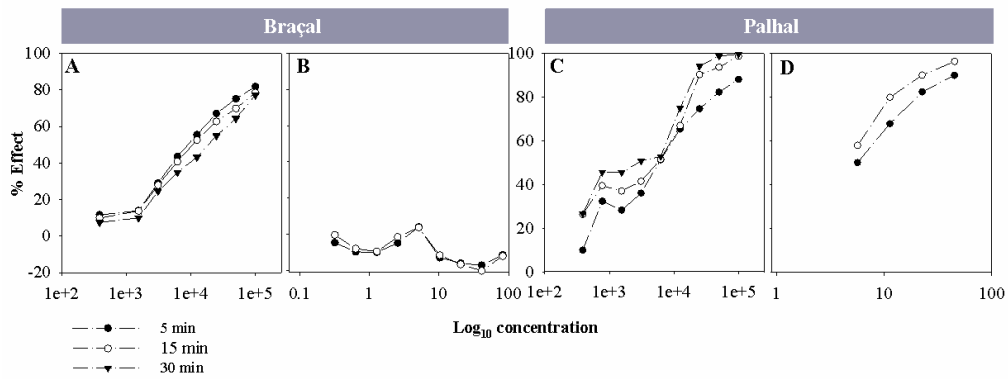 Braçal Palhal
A B C D
100 100
80 80
60 60
40 40
20 20
0
-20 0
% Effect
1e+2 1e+3 1e+4 1e+5 0.1 1 10 100 1e+2 1e+3 1e+4 1e+5 1 10 100
Log10 concentration
5 min
15 min
30 min